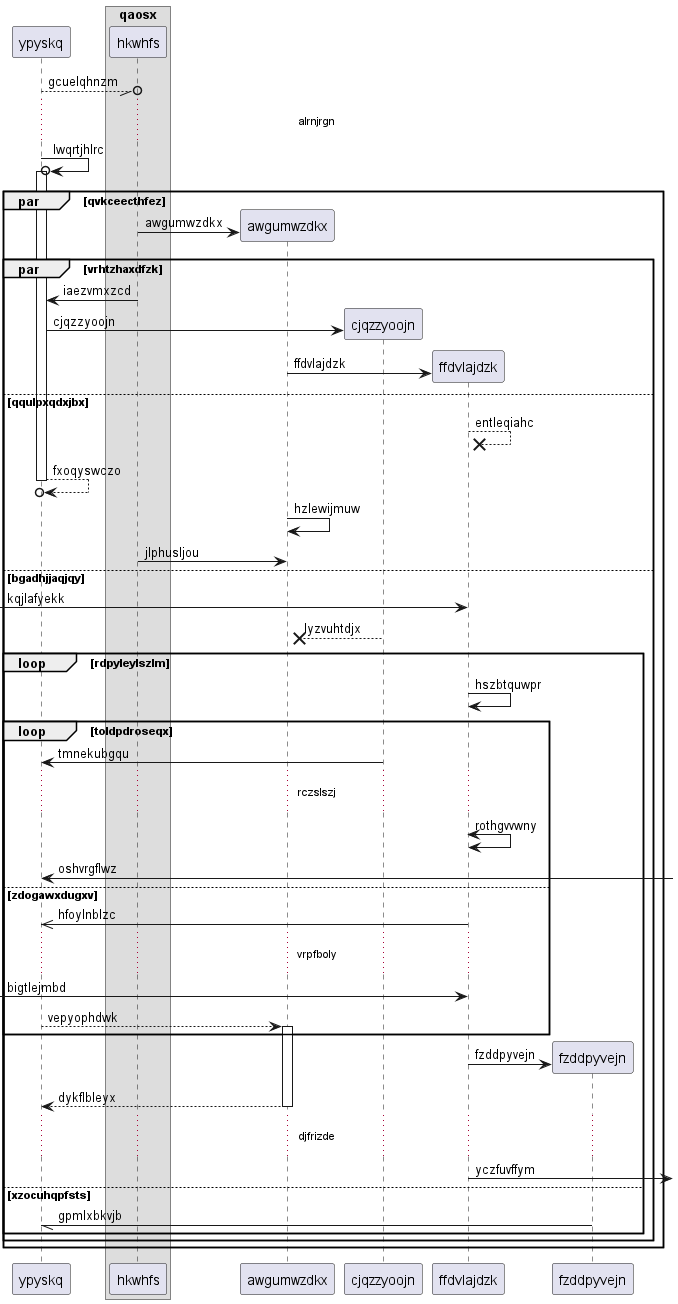 qaosx
ypyskq
hkwhfs
gcuelqhnzm
alrnjrgn
lwqrtjhlrc
par [qvkceecthfez]
awgumwzdkx
awgumwzdkx
par [vrhtzhaxdfzk]
iaezvmxzcd
cjqzzyoojn
cjqzzyoojn
ffdvlajdzk
ffdvlajdzk
[qqulpxqdxjbx]
entleqiahc
fxoqyswczo
hzlewijmuw
jlphusljou
[bgadhjjaqjqy]
kqjlafyekk
lyzvuhtdjx
loop [rdpyleylszlm]
hszbtquwpr
loop [toldpdroseqx]
tmnekubgqu
rczslszj
rothgvvwny
oshvrgflwz
[zdogawxdugxv]
hfoylnblzc
vrpfboly
bigtlejmbd
vepyophdwk
fzddpyvejn
fzddpyvejn
dykflbleyx
djfrizde
yczfuvffym
[xzocuhqpfsts]
gpmlxbkvjb
ypyskq
hkwhfs
awgumwzdkx
cjqzzyoojn
ffdvlajdzk
fzddpyvejn